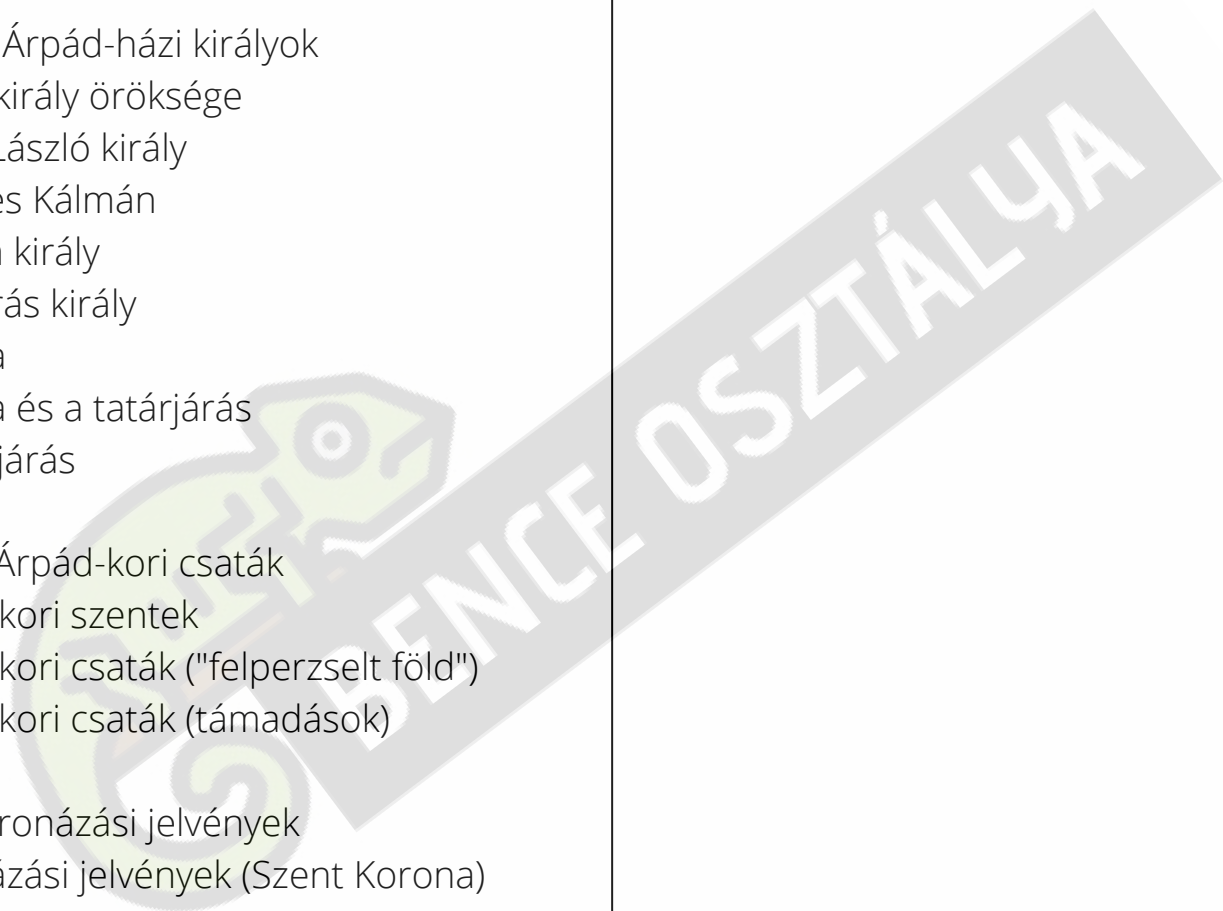 Árpád-házi királyok
király öröksége
László király
es Kálmán
király
rás király
a
a és a tatárjárás
járás
Árpád-kori csaták
kori szentek
kori csaták ("felperzselt föld")
kori csaták (támadások)
ronázási jelvények
ázási jelvények (Szent Korona)
BENCE OSZTÁLYA